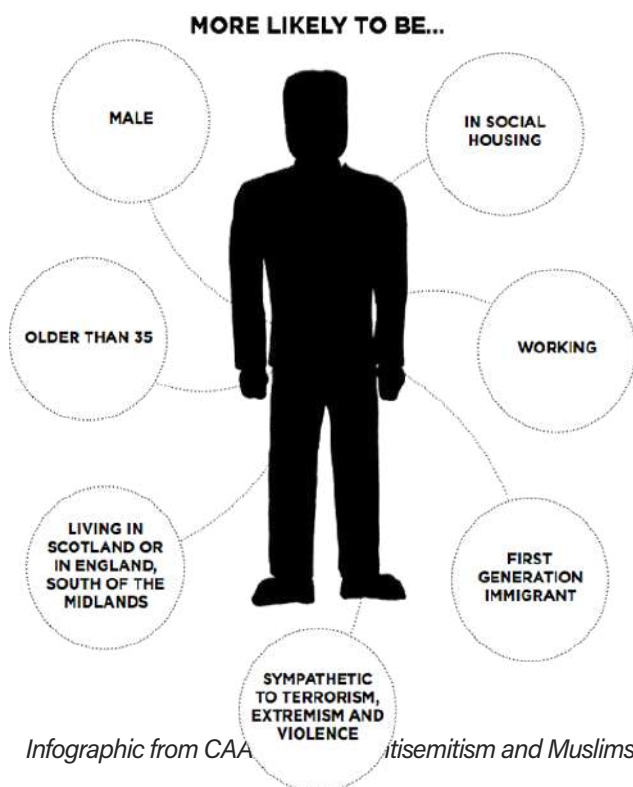 MORE LIKELY TO BE...
MALE
IN SOCIAL
HOUSING
OLDER THAN 35
WORKING
LIVING IN
SCOTLAND OR
IN ENGLAND,
SOUTH OF THE
MIDLANDS
FIRST
GENERATION
IMMIGRANT
SYMPATHETIC
TO TERRORISM,
EXTREMISM AND
VIOLENCE
Infographic from CAA itisemitism and Muslims